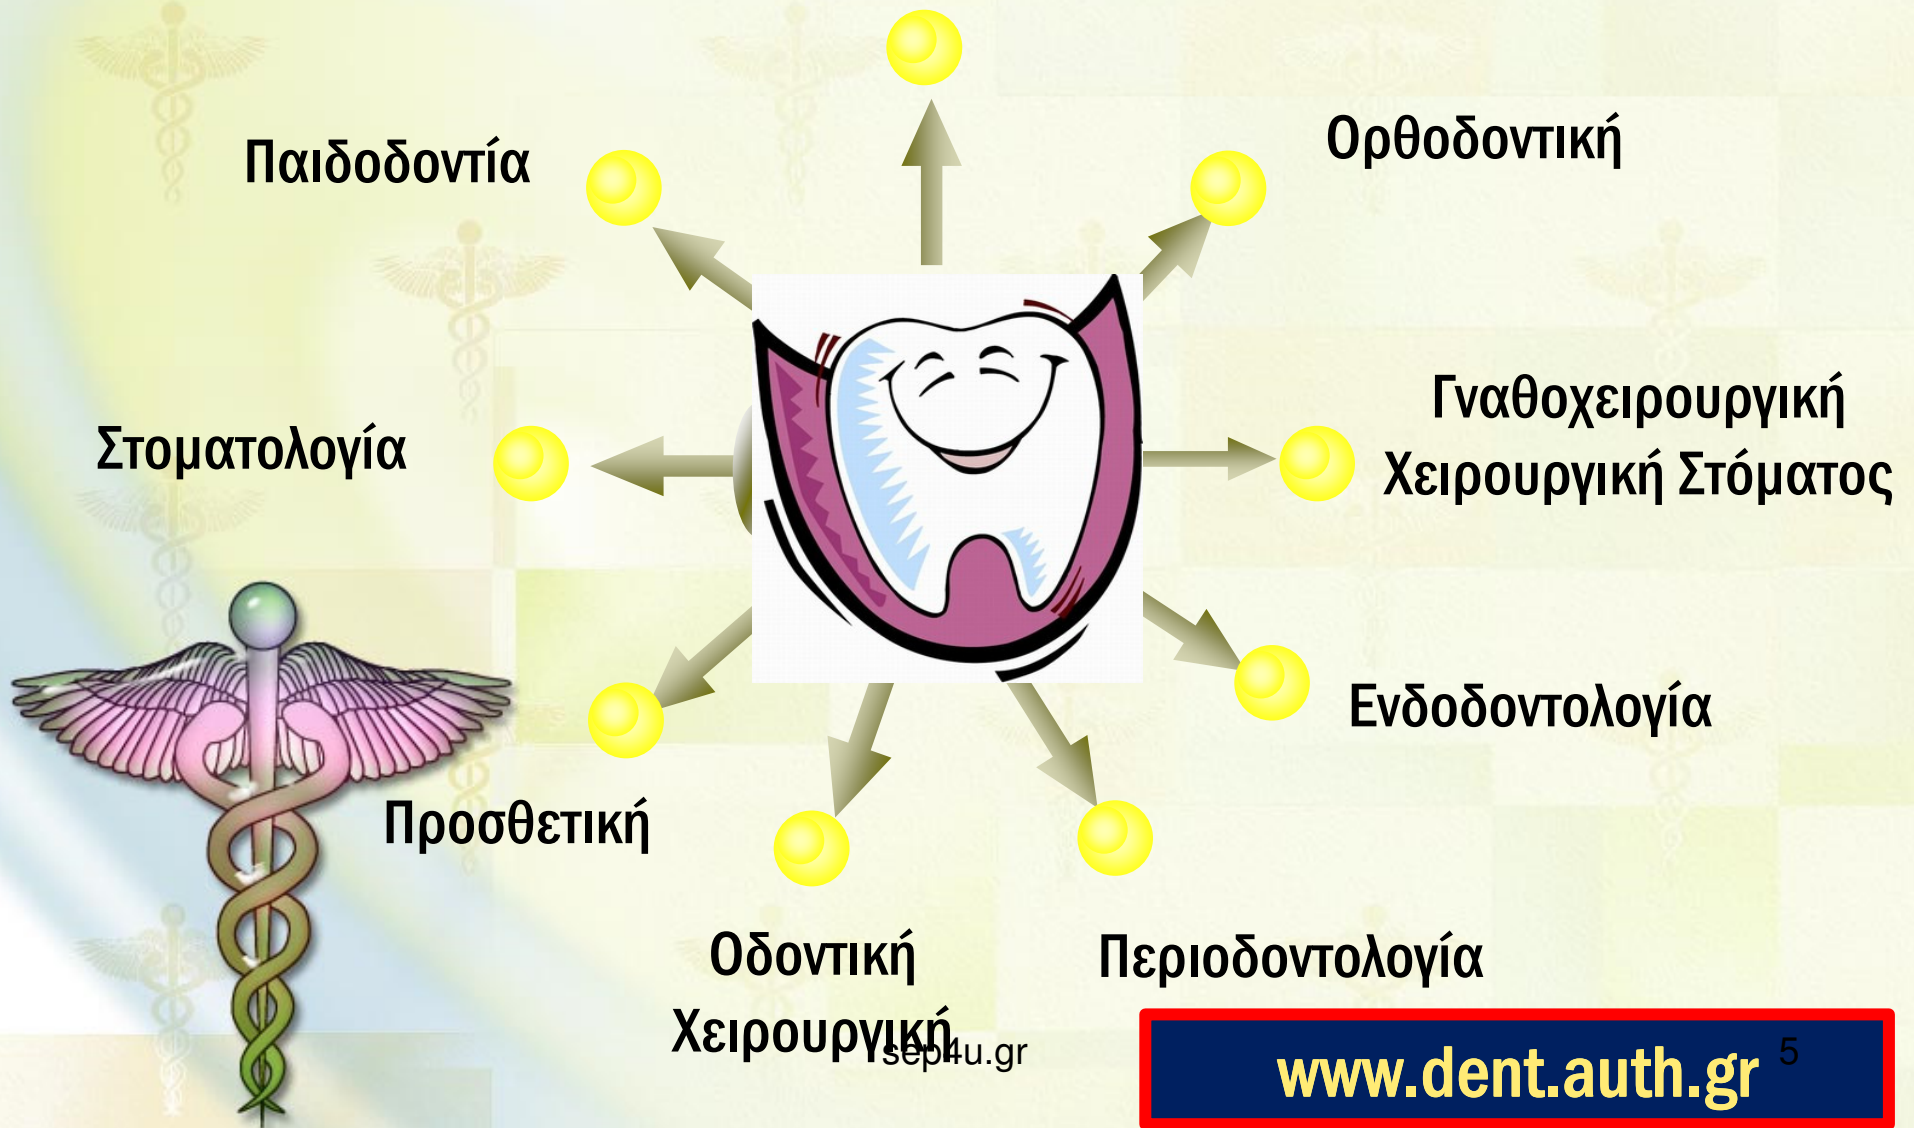 Παιδοδοντία
Ορθοδοντική
Στοματολογία
Γναθοχειρουργική
Χειρουργική Στόματος
Ενδοδοντολογία
Προσθετική
Οδοντική
Χειρουργική
Περιοδοντολογία
sep4u.gr
www.dent.auth.gr
5